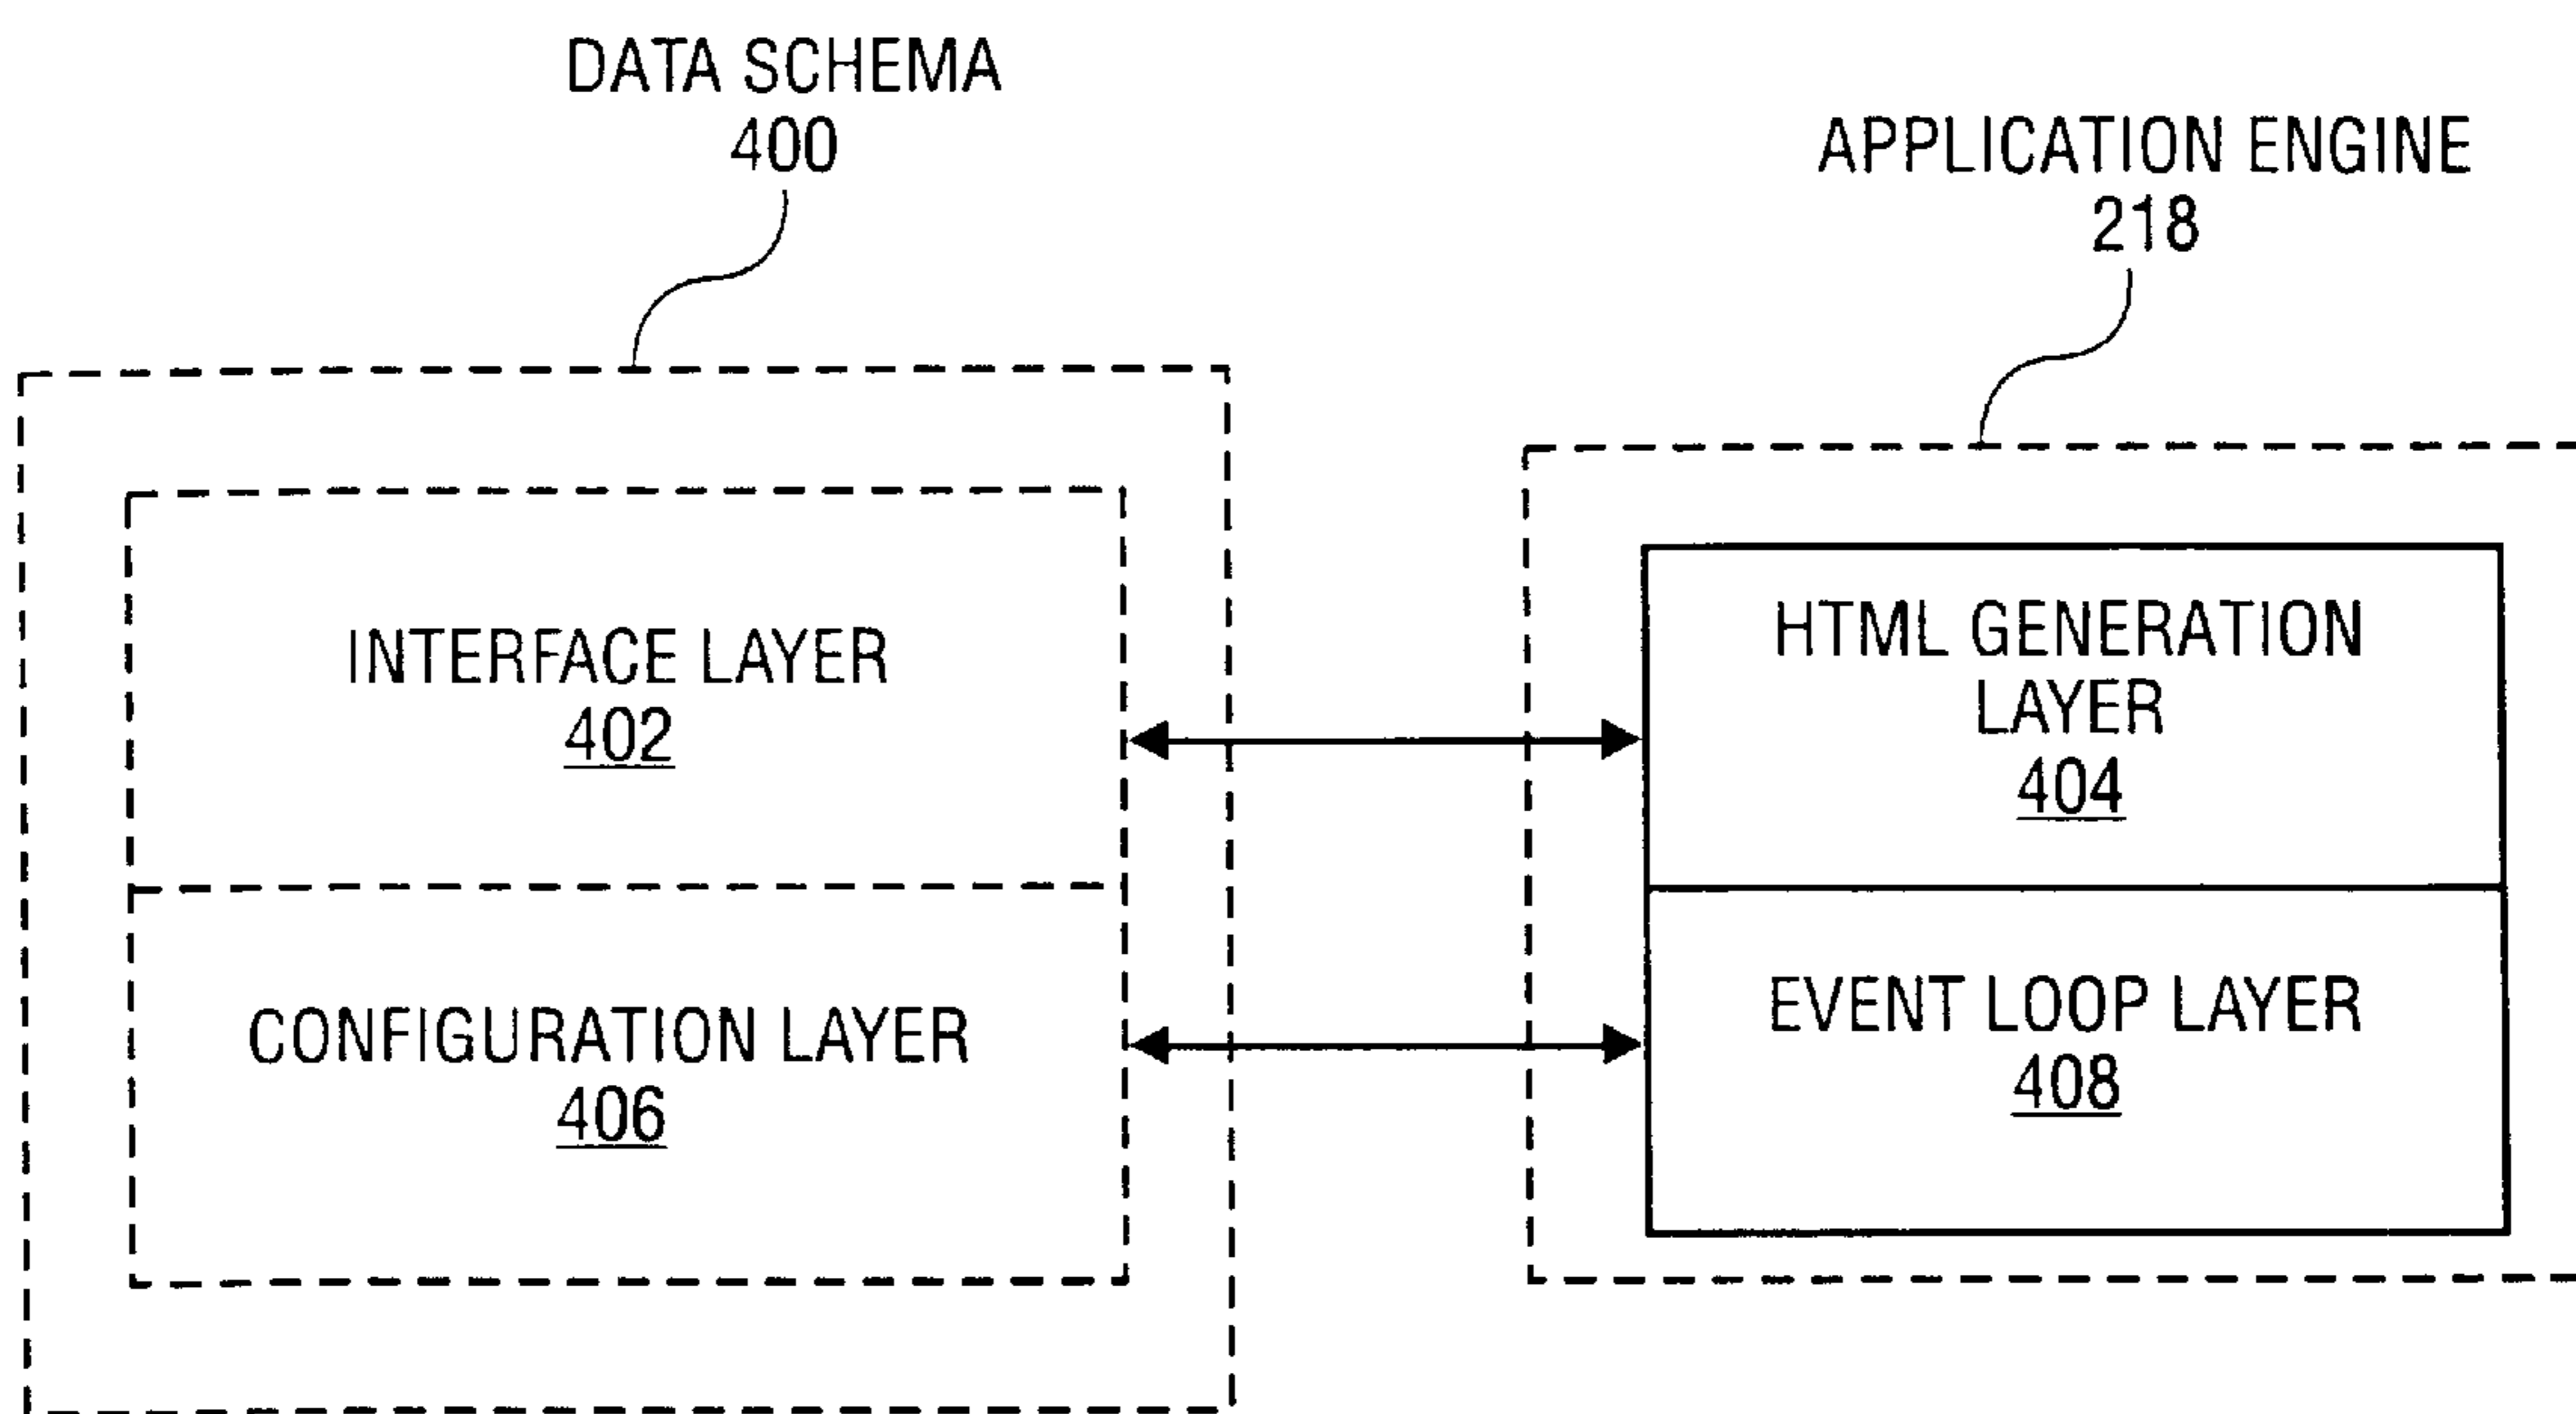 DATA SCHEMA
400
APPLICATION ENGINE
218
INTERFACE LAYER
402
HTML GENERATION
LAYER
404
CONFIGURATION LAYER
406
EVENT LOOP LAYER
408